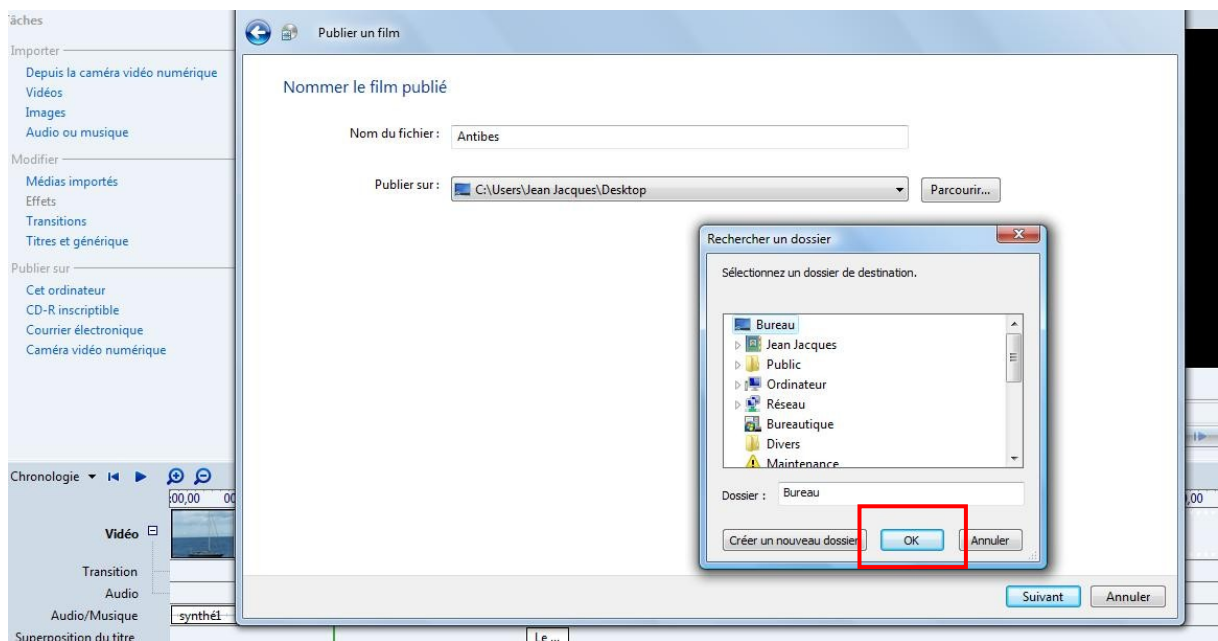 Tâches
Importer
Depuis la caméra vidéo numérique
Vidéos
Images
Audio ou musique
Modifier
Médias importés
Effets
Transitions
Titres et générique
Publier sur
Cet ordinateur
CD-R inscriptible
Courrier électronique
Caméra vidéo numérique
Publier un film
Nommer le film publié
Nom du fichier : Antibes
Publier sur : C:\Users\Jean Jacques\Desktop Parcourir...
Rechercher un dossier
Sélectionnez un dossier de destination.
Bureau
Jean Jacques
Public
Ordinateur
Réseau
Bureautique
Divers
Maintenance
Dossier : Bureau
Créer un nouveau dossier OK Annuler
Suivant Annuler
Chronologie
Vidéo
Transition
Audio
Audio/Musique synthé1
Superposition du titre Le ...